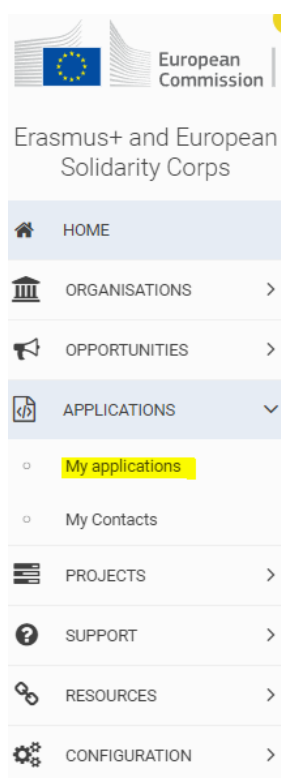 European
Commission
Erasmus+ and European
Solidarity Corps
HOME
ORGANISATIONS
OPPORTUNITIES
APPLICATIONS
My applications
My Contacts
PROJECTS
SUPPORT
RESOURCES
CONFIGURATION